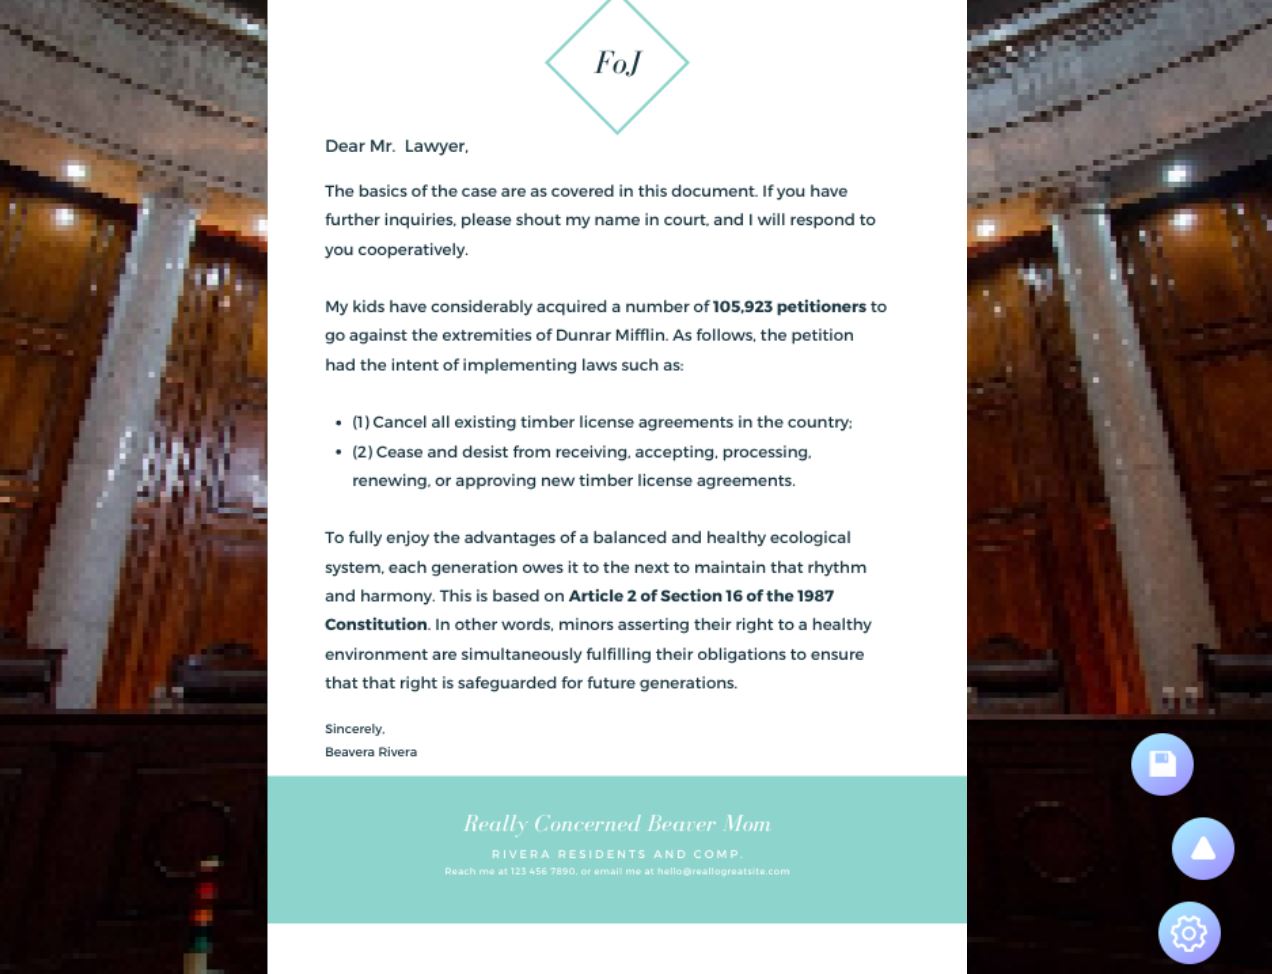 FoJ
Dear Mr. Lawyer,
The basics of the case are as covered in this document. If you have
further inquiries, please shout my name in court, and I will respond to
you cooperatively.
My kids have considerably acquired a number of 105,923 petitioners to
go against the extremities of Dunrar Mifflin. As follows, the petition
had the intent of implementing laws such as:
• (1) Cancel all existing timber license agreements in the country;
• (2) Cease and desist from receiving, accepting, processing,
renewing, or approving new timber license agreements.
To fully enjoy the advantages of a balanced and healthy ecological
system, each generation owes it to the next to maintain that rhythm
and harmony. This is based on Article 2 of Section 16 of the 1987
Constitution. In other words, minors asserting their right to a healthy
environment are simultaneously fulfilling their obligations to ensure
that that right is safeguarded for future generations.
Sincerely,
Beavera Rivera
Really Concerned Beaver Mom
RIVERA RESIDENTS AND COMP.
Reach me at 123 456 7890, or email me at hello@reallogreatsite.com